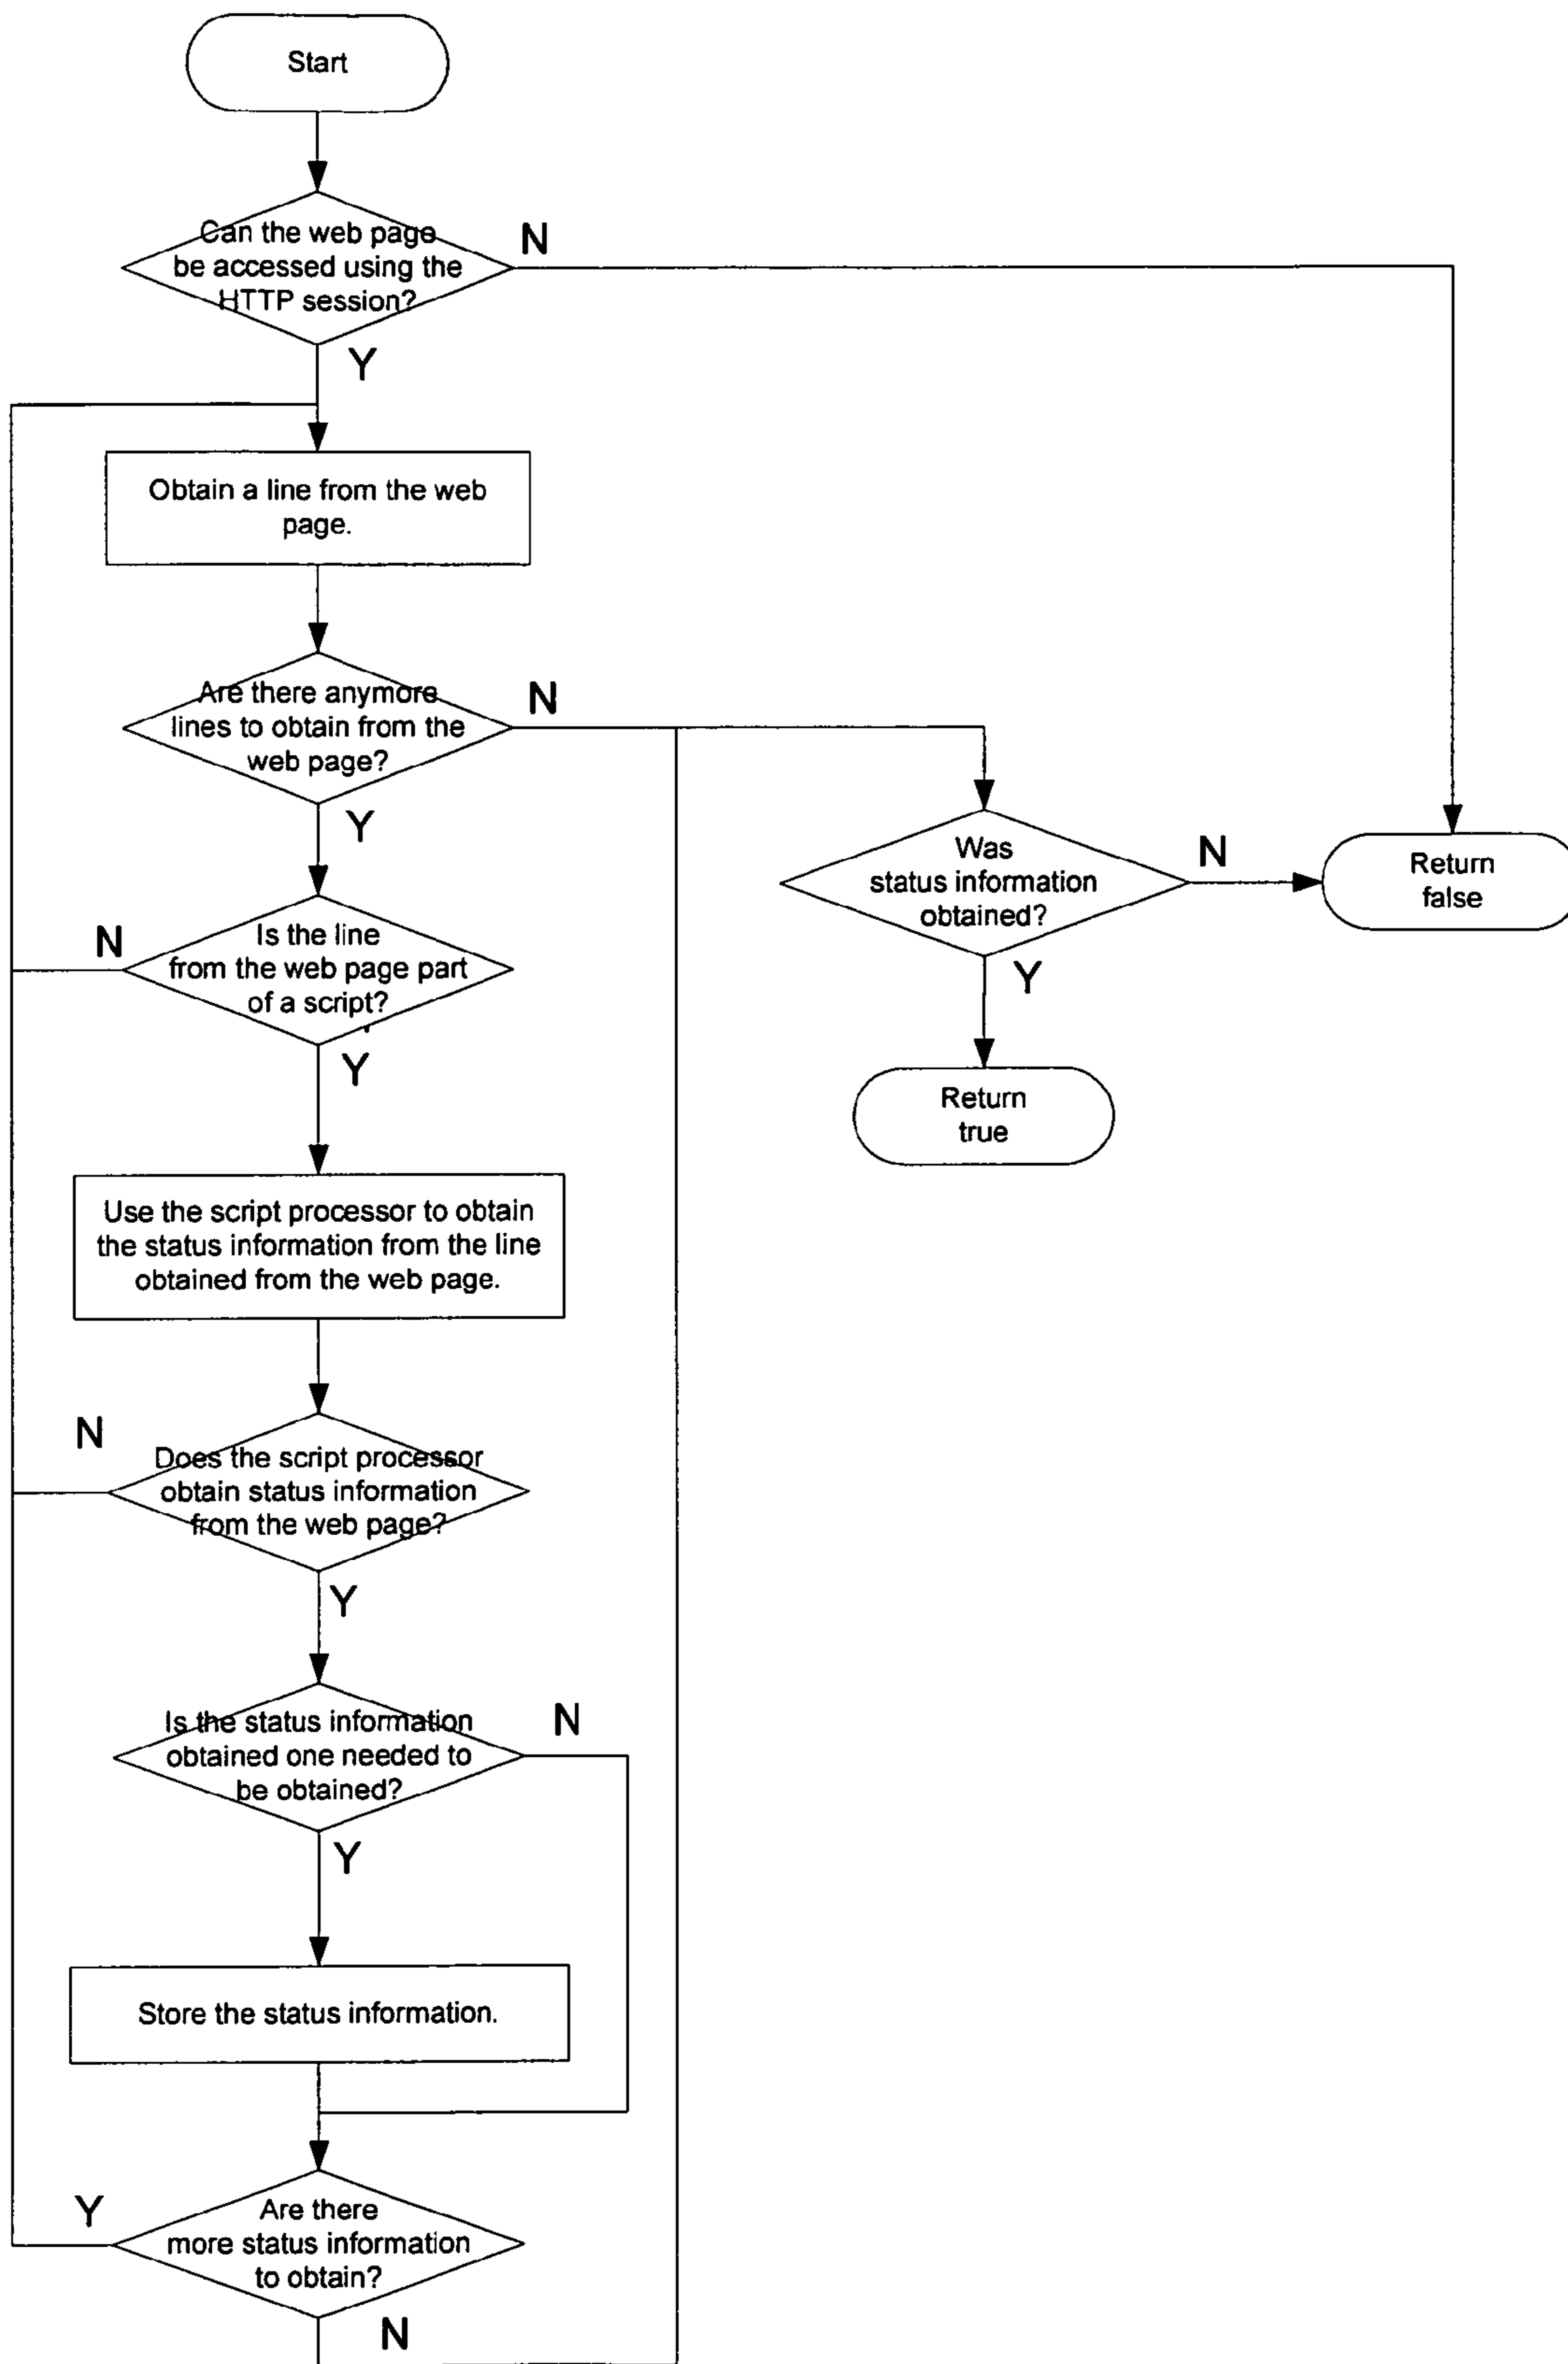 Start
Can the web page
be accessed using the
HTTP session?
N
Y
Obtain a line from the web
page.
Are there anymore
lines to obtain from the
web page?
N
Y
Was
status information
obtained?
N
Return
false
Y
Return
true
Is the line
from the web page part
of a script?
N
Y
Use the script processor to obtain
the status information from the line
obtained from the web page.
N
Does the script processor
obtain status information
from the web page?
Y
Is the status information
obtained one needed to
be obtained?
N
Y
Store the status information.
Y
Are there
more status information
to obtain?
N